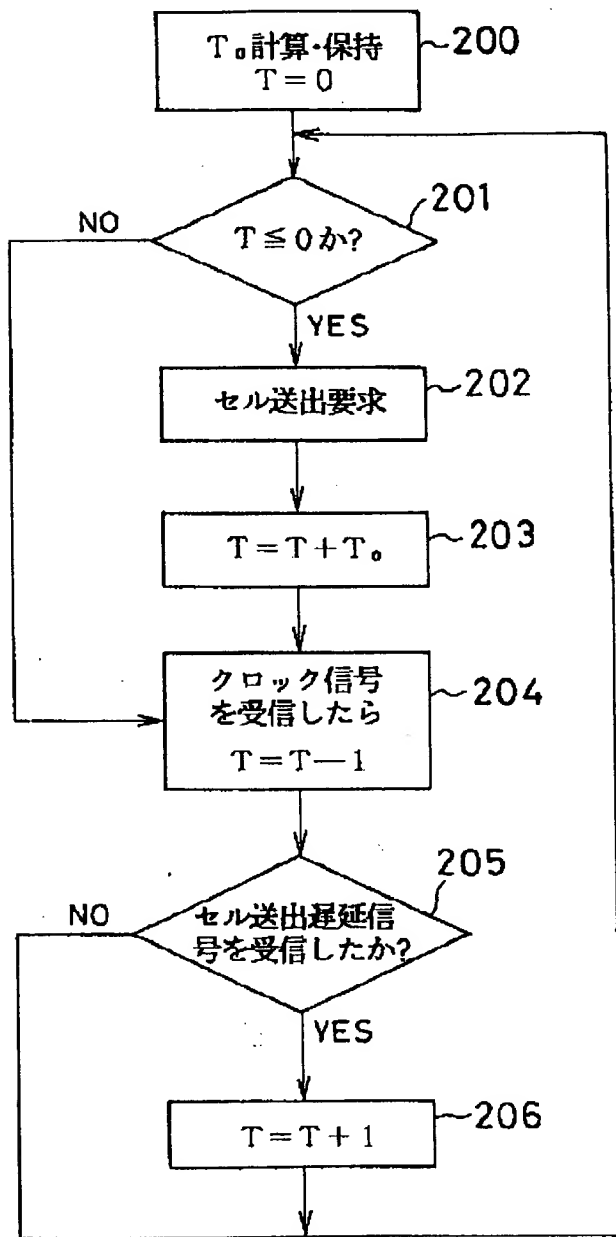 T₀計算・保持
T=0
200
T≦0か?
201
NO
YES
セル送出要求
202
T=T+T₀
203
クロック信号
を受信したら
T=T—1
204
205
NO
セル送出遅延信
号を受信したか?
YES
T=T+1
206